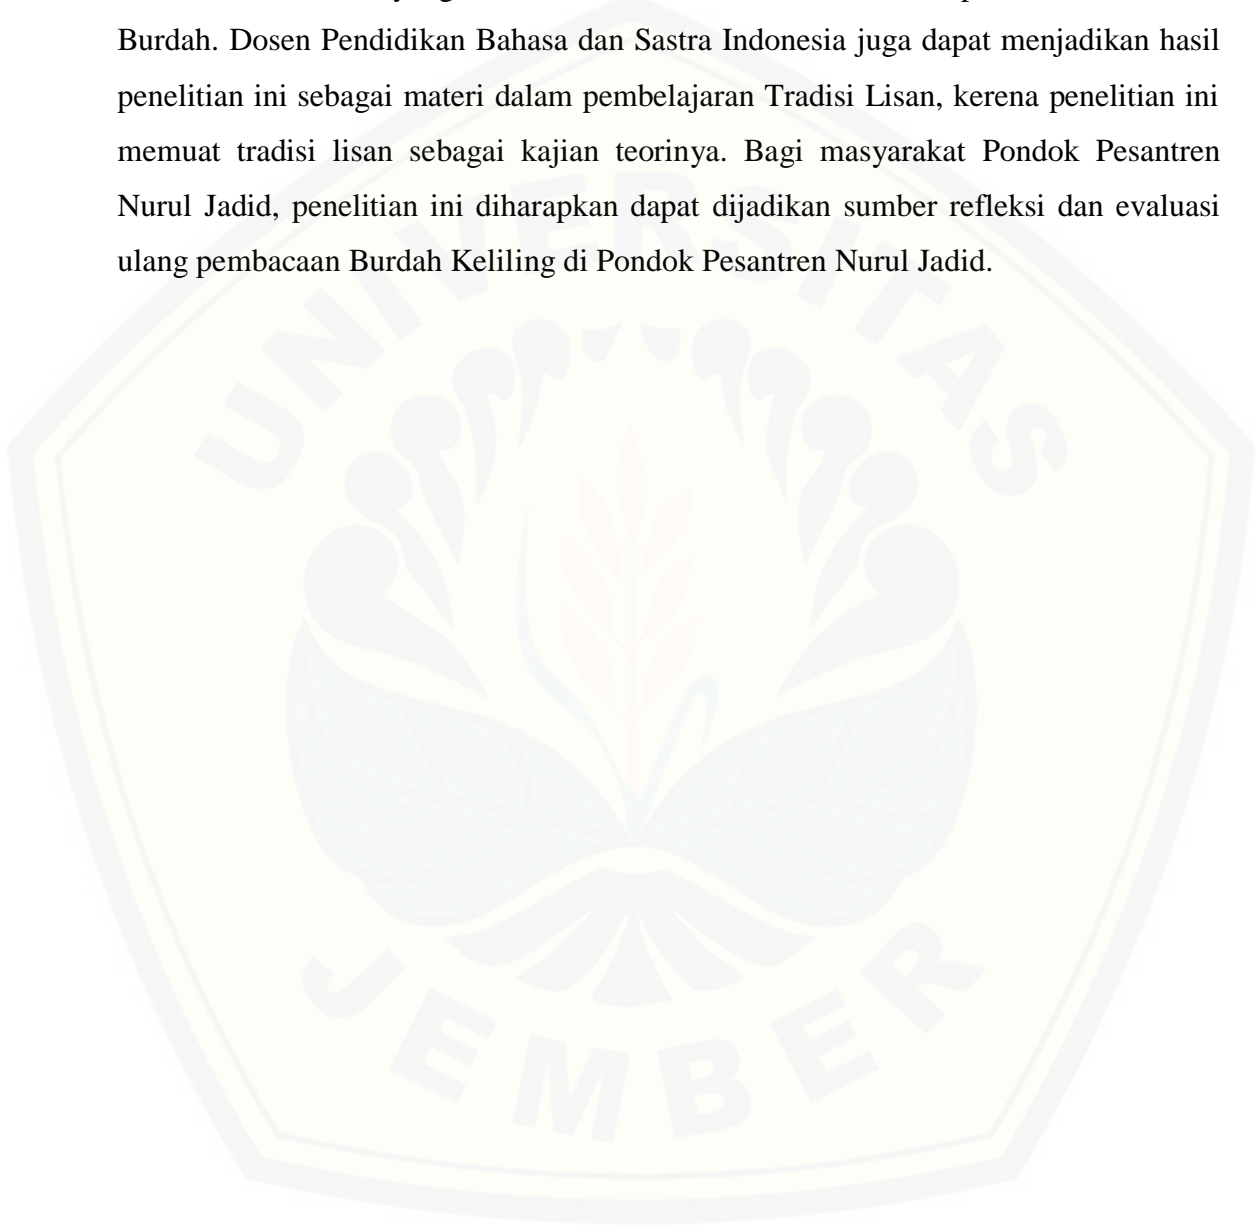 Burdah. Dosen Pendidikan Bahasa dan Sastra Indonesia juga dapat menjadikan hasil
penelitian ini sebagai materi dalam pembelajaran Tradisi Lisan, kerena penelitian ini
memuat tradisi lisan sebagai kajian teorinya. Bagi masyarakat Pondok Pesantren
Nurul Jadid, penelitian ini diharapkan dapat dijadikan sumber refleksi dan evaluasi
ulang pembacaan Burdah Keliling di Pondok Pesantren Nurul Jadid.
UNIVERSITAS
JEMBER